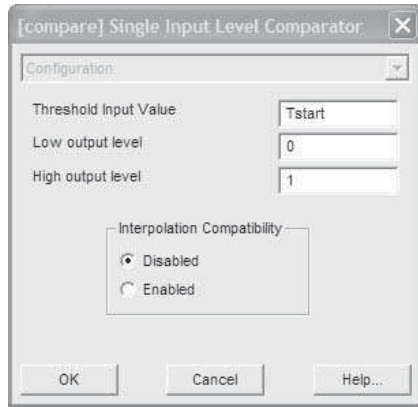 [compare] Single Input Level Comparator
Configuration
Threshold Input Value Tstart
Low output level 0
High output level 1
Interpolation Compatibility
Disabled
Enabled
OK Cancel Help...